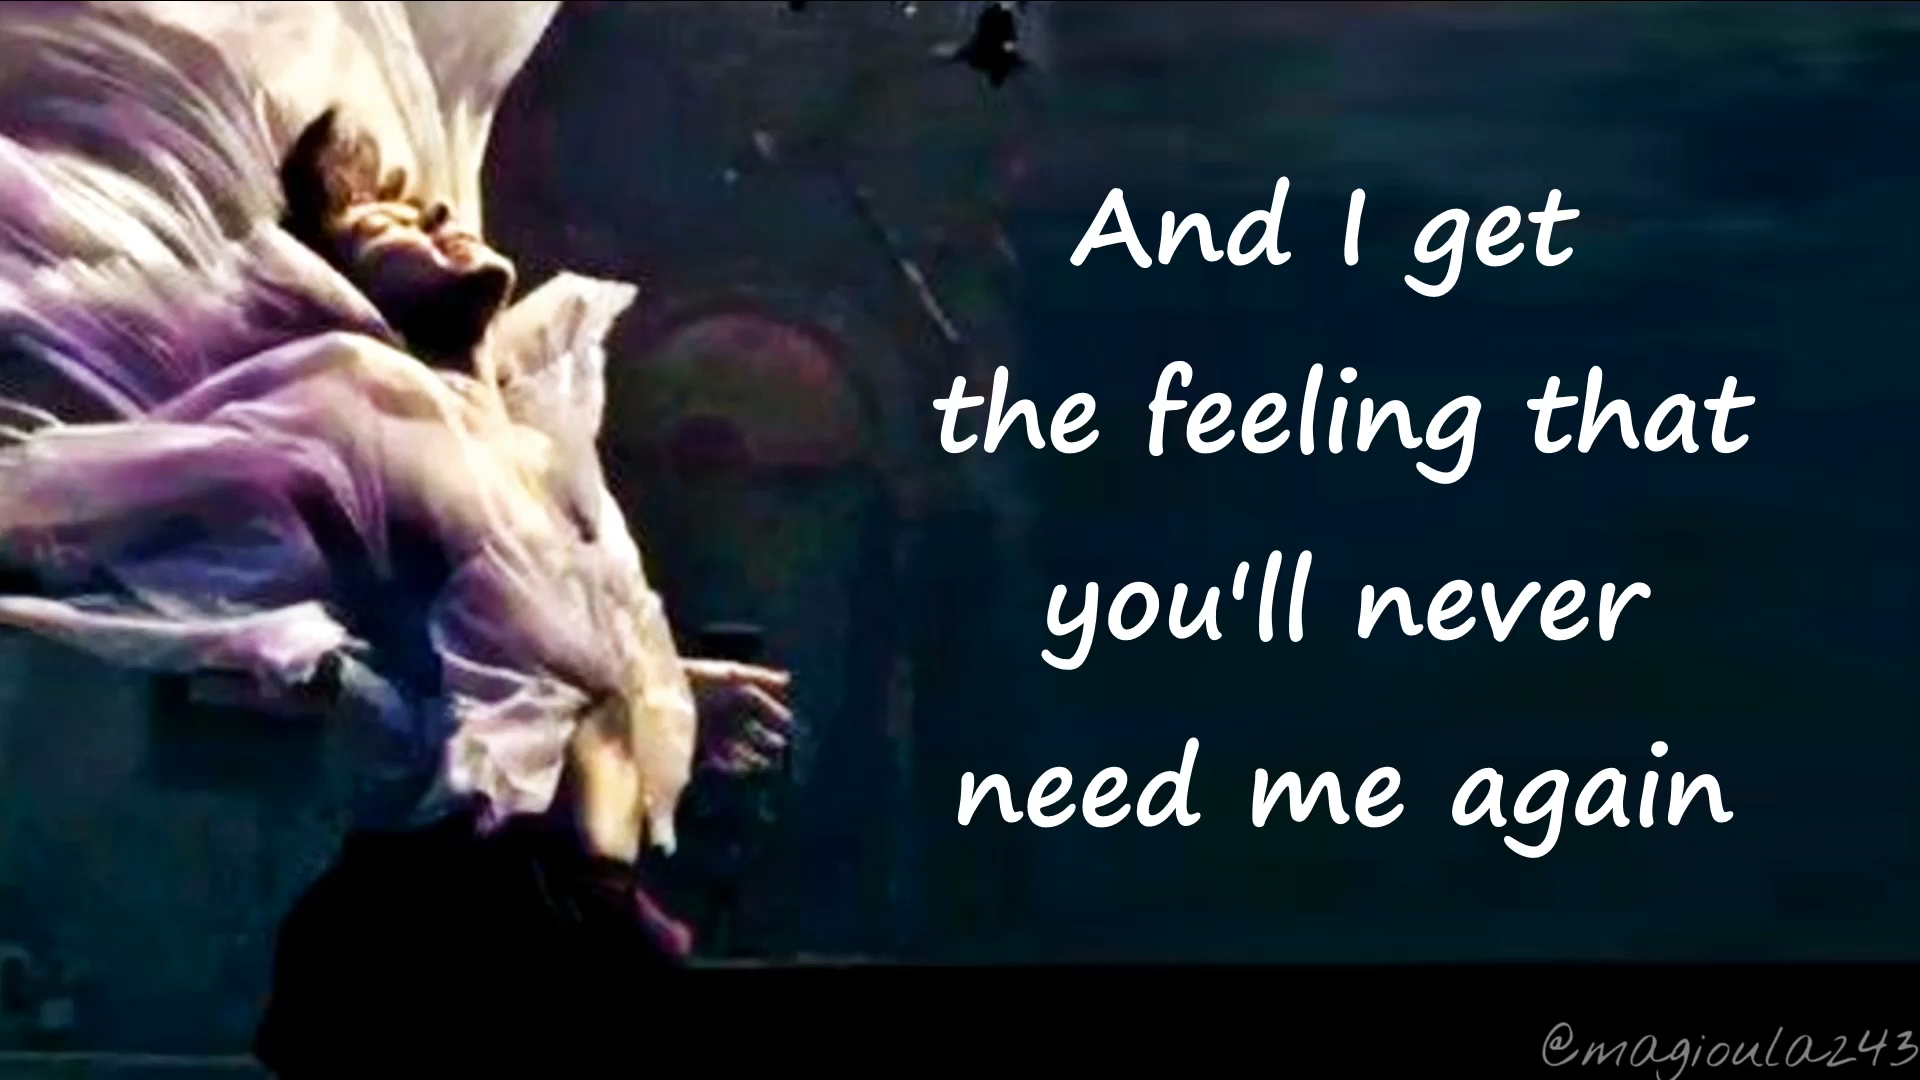 And I get
the feeling that
you'll never
need me again
@magioula243